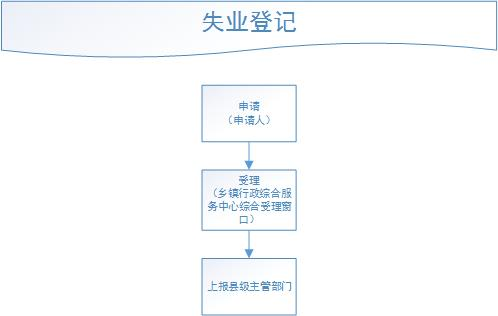 失业登记
申请
（申请人）
受理
（乡镇行政综合服
务中心综合受理窗
口）
上报县级主管部门